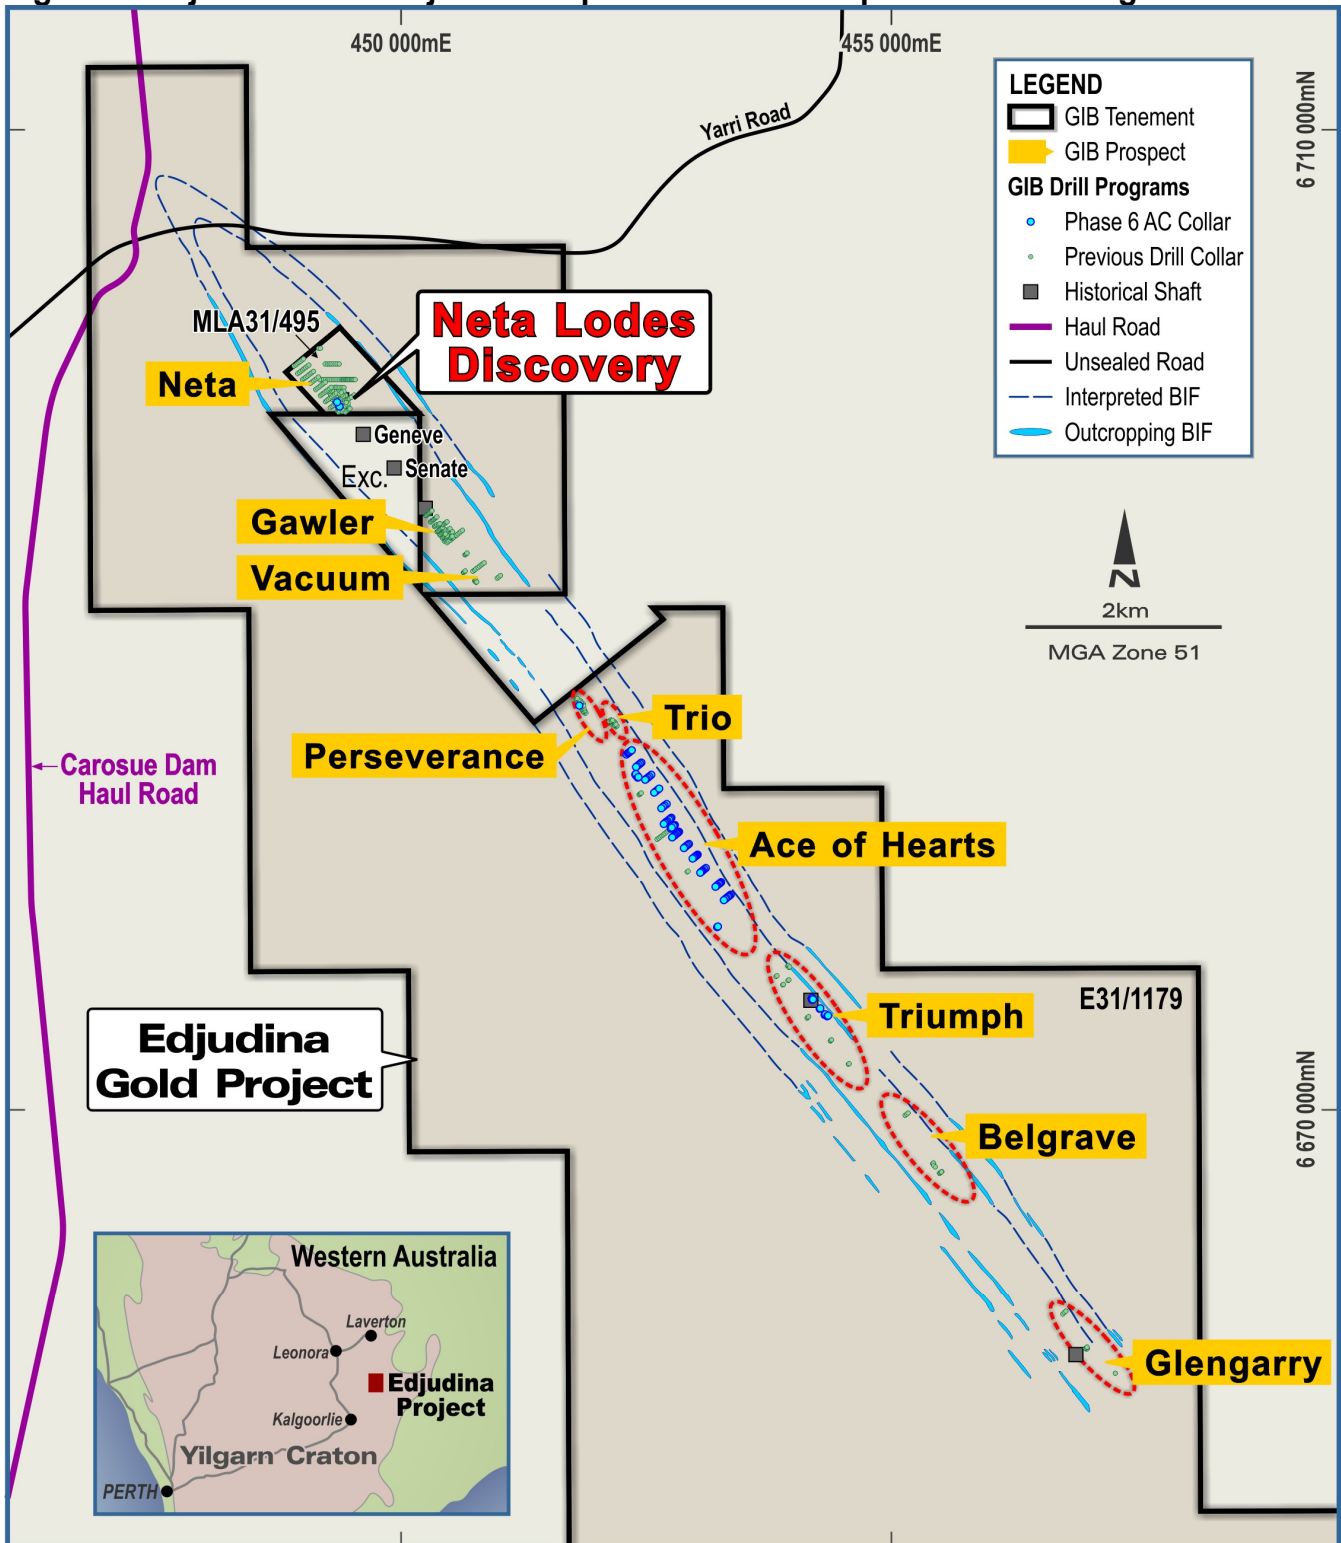 450 000mE
455 000mE
6 710 000mN
LEGEND
GIB Tenement
GIB Prospect
GIB Drill Programs
Phase 6 AC Collar
Previous Drill Collar
Historical Shaft
Haul Road
Unsealed Road
Interpreted BIF
Outcropping BIF
Yarri Road
MLA31/495
Neta Lodes
Discovery
Neta
Geneve
Senate
Exc.
Gawler
Vacuum
N
2km
MGA Zone 51
Trio
Perseverance
Carosue Dam
Haul Road
Ace of Hearts
E31/1179
Triumph
Edjudina
Gold Project
Belgrave
6 670 000mN
Glengarry
Western Australia
Laverton
Leonora
Edjudina
Project
Kalgoorlie
Yilgarn Craton
PERTH